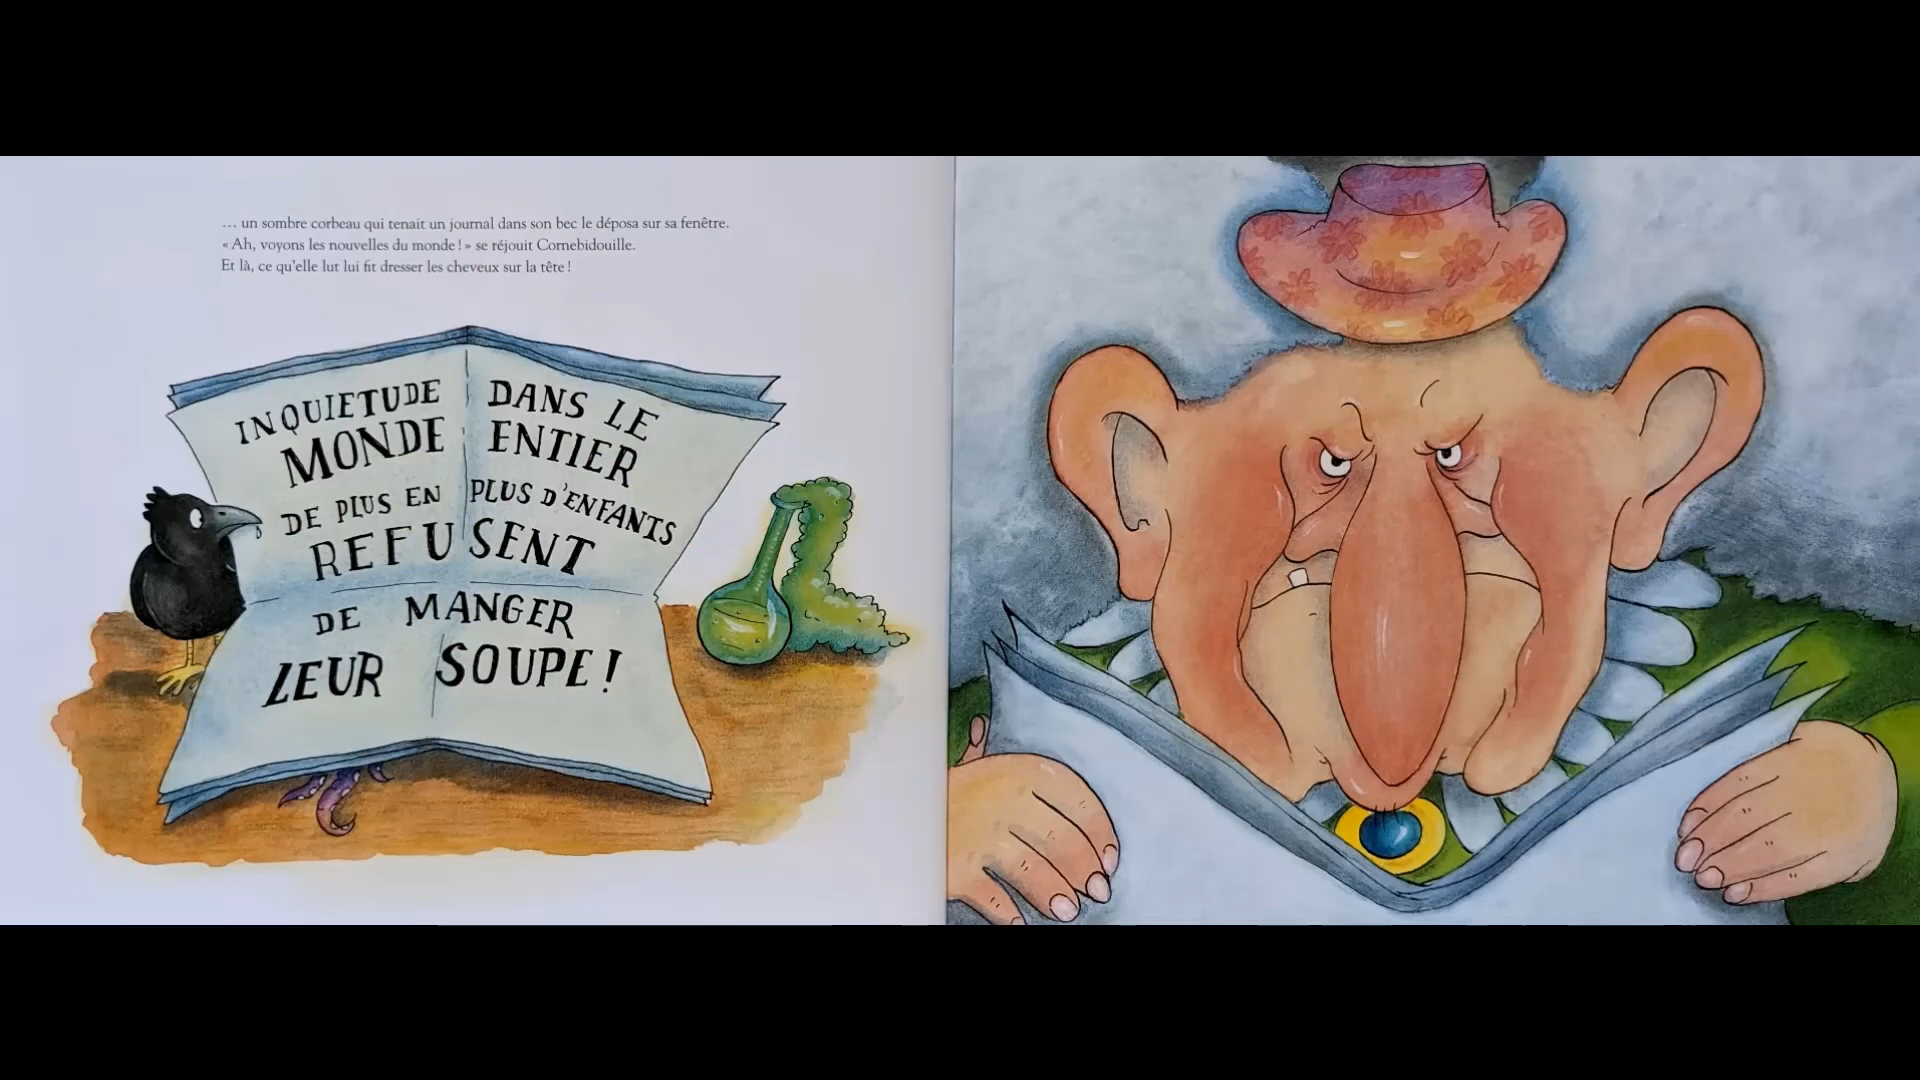 ... un sombre corbeau qui tenait un journal dans son bec le déposa sur sa fenêtre.
« Ah, voyons les nouvelles du monde ! » se réjouit Cornebidouille.
Et là, ce qu'elle lut lui fit dresser les cheveux sur la tête !
INQUIETUDE DANS LE
MONDE ENTIER
DE PLUS EN PLUS D'ENFANTS
REFUSENT
DE MANGER
LEUR SOUPE !